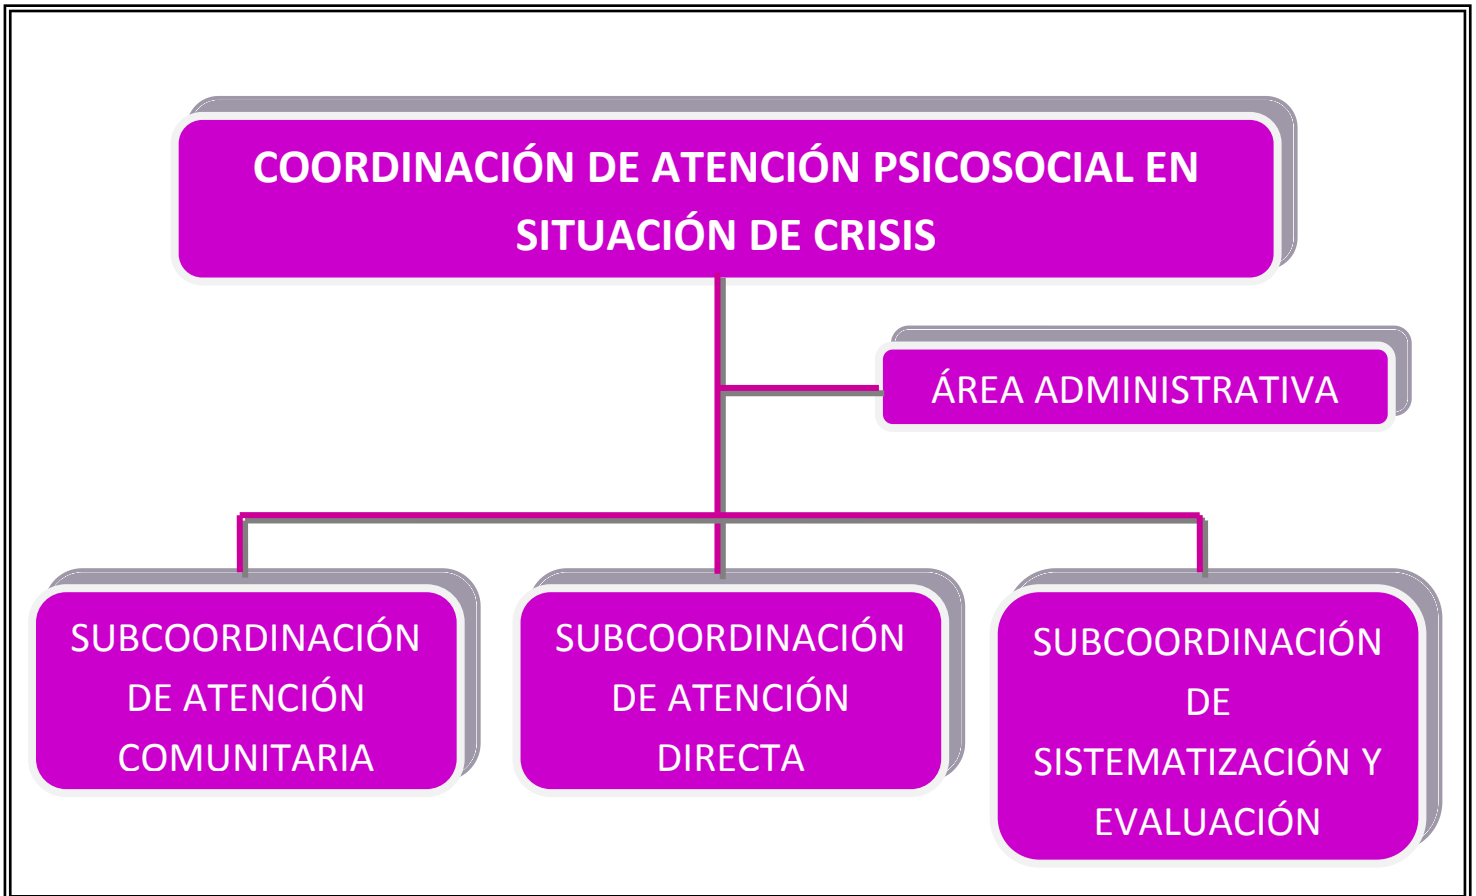 COORDINACIÓN DE ATENCIÓN PSICOSOCIAL EN
SITUACIÓN DE CRISIS
ÁREA ADMINISTRATIVA
SUBCOORDINACIÓN
DE ATENCIÓN
COMUNITARIA
SUBCOORDINACIÓN
DE ATENCIÓN
DIRECTA
SUBCOORDINACIÓN
DE
SISTEMATIZACIÓN Y
EVALUACIÓN